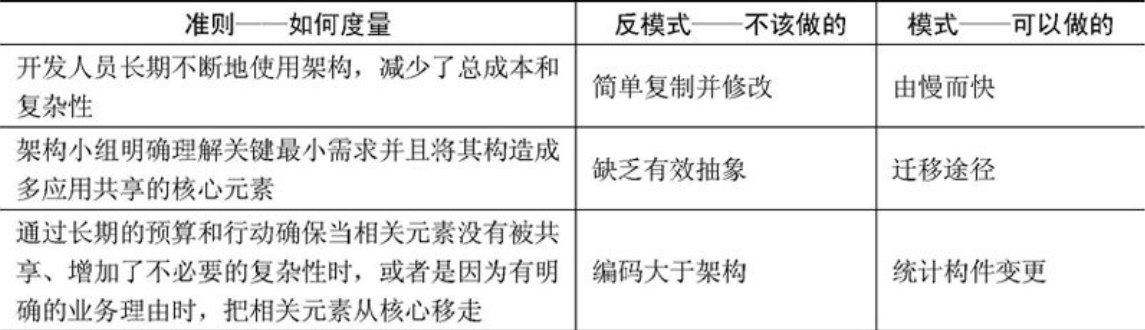 准则——如何度量 反模式——不该做的 模式——可以做的
开发人员长期不断地使用架构，减少了总成本和
复杂性
简单复制并修改
由慢而快
架构小组明确理解关键最小需求并且将其构造成
多应用共享的核心元素
缺乏有效抽象
迁移途径
通过长期的预算和行动确保当相关元素没有被共
享、增加了不必要的复杂性时，或者是因为有明
确的业务理由时，把相关元素从核心移走
编码大于架构
统计构件变更